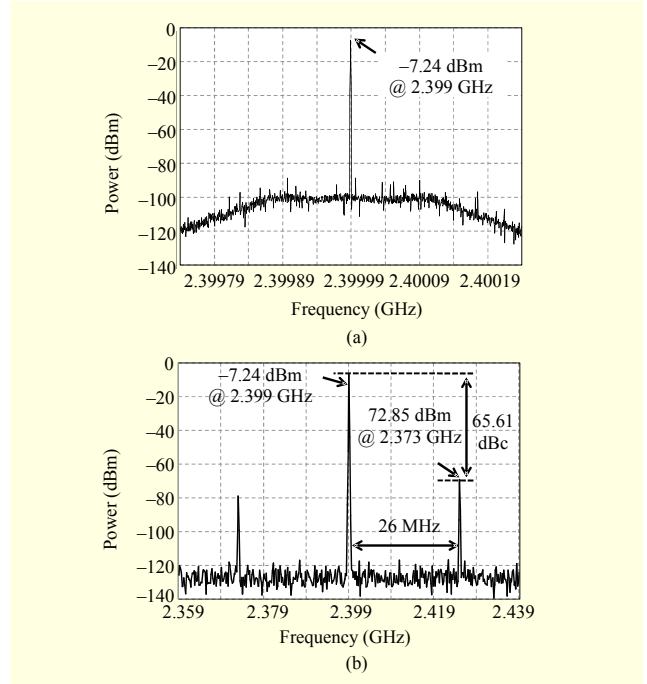 0
−20
−40
−60
−80
−100
−120
−140
Power (dBm)
−7.24 dBm
@ 2.399 GHz
2.39979 2.39989 2.39999 2.40009 2.40019
Frequency (GHz)
(a)
0
−20
−40
−60
−80
−100
−120
−140
Power (dBm)
−7.24 dBm
@ 2.399 GHz
72.85 dBm
@ 2.373 GHz
65.61
dBc
26 MHz
2.359 2.379 2.399 2.419 2.439
Frequency (GHz)
(b)